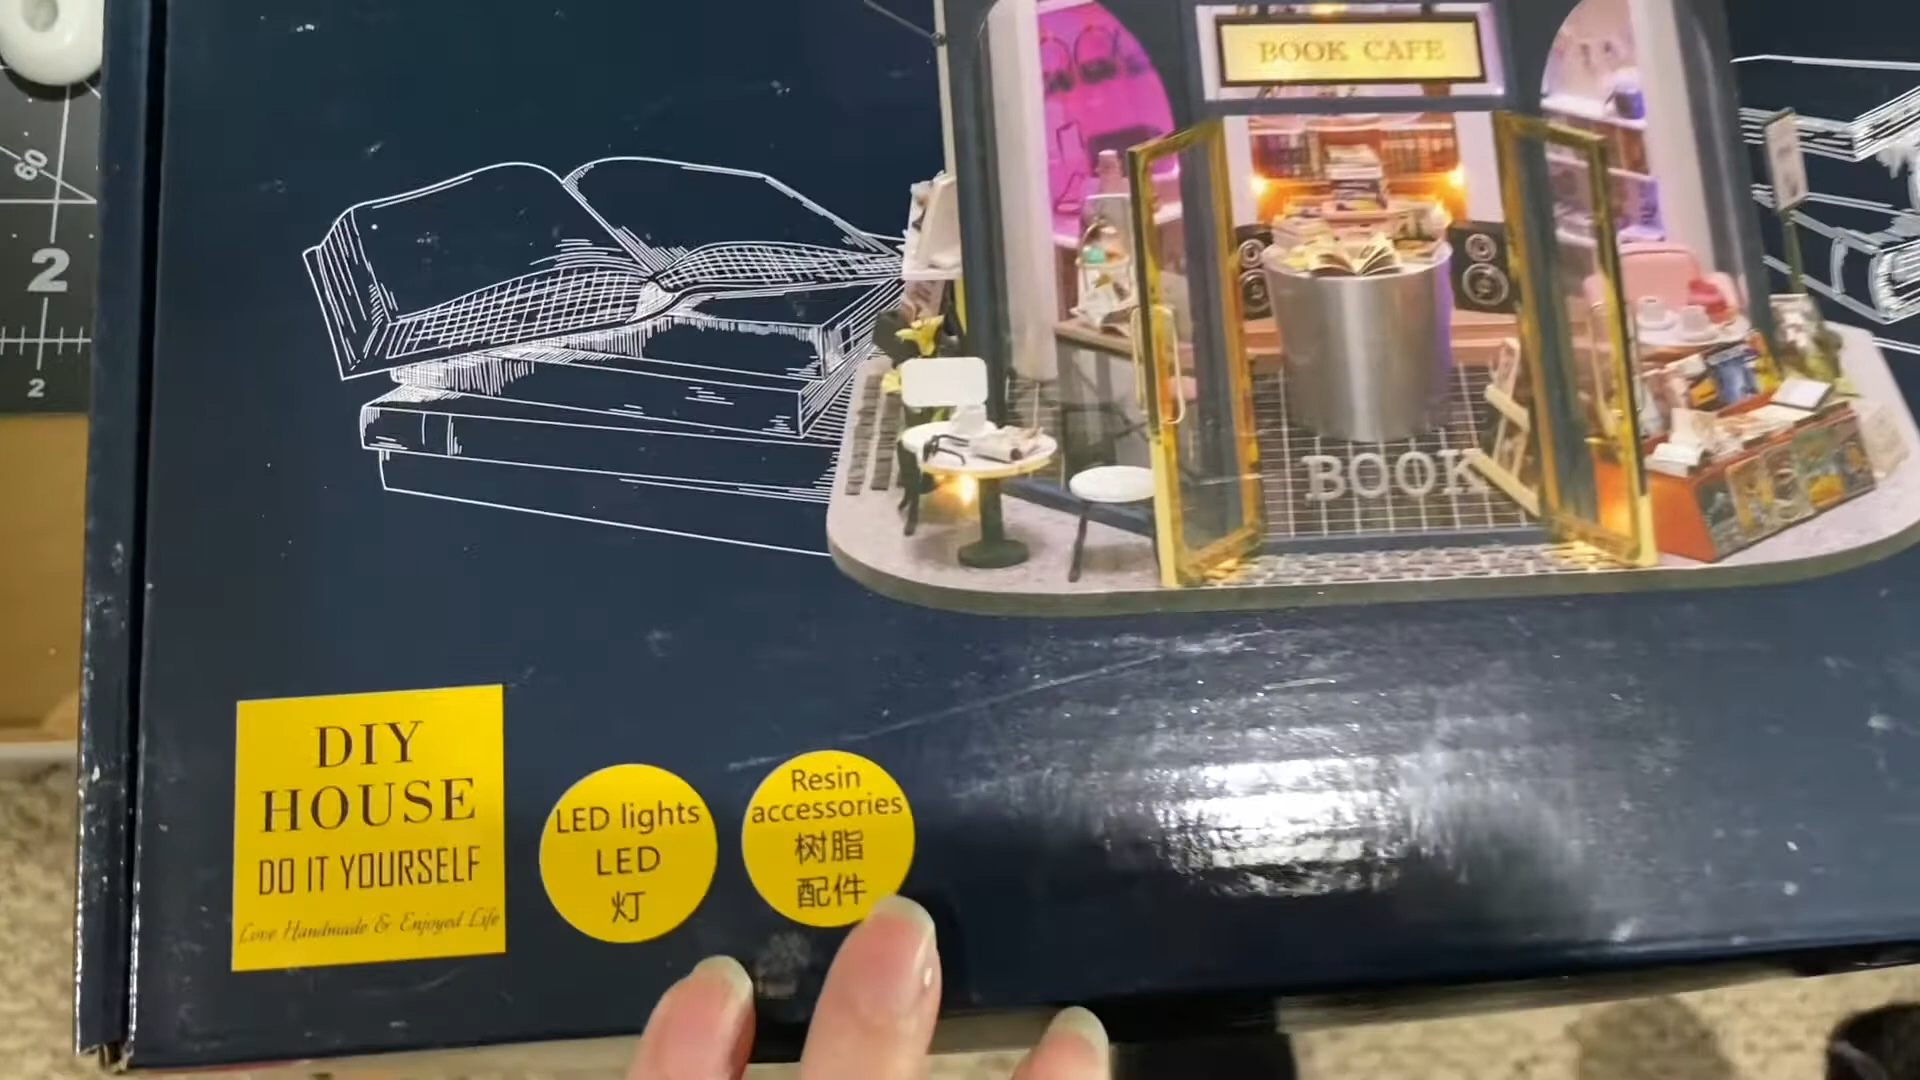 BOOK CAFE
BOOK
60
2
2
DIY
HOUSE
DO IT YOURSELF
Love Handmade & Enjoyed Life
LED lights
LED
灯
Resin
accessories
树脂
配件